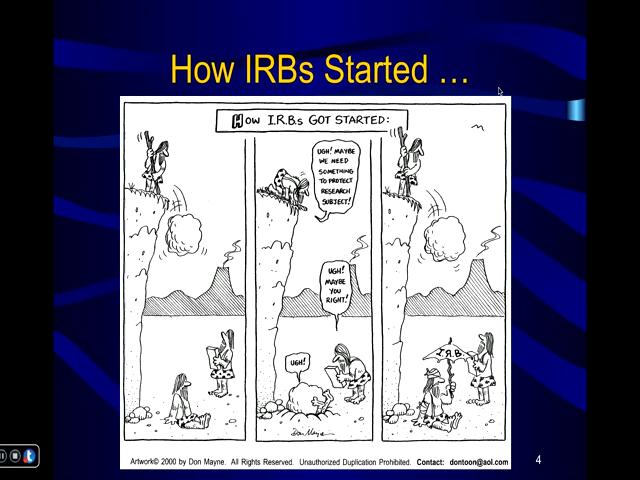 How IRBs Started …
HOW I.R.B.s GOT STARTED:
UGH! MAYBE
WE NEED
SOMETHING
TO PROTECT
RESEARCH
SUBJECT!
UGH!
MAYBE
YOU
RIGHT!
UGH!
I.R.B.
Don Mayne
Artwork© 2000 by Don Mayne. All Rights Reserved. Unauthorized Duplication Prohibited. Contact: dontoon@aol.com
4